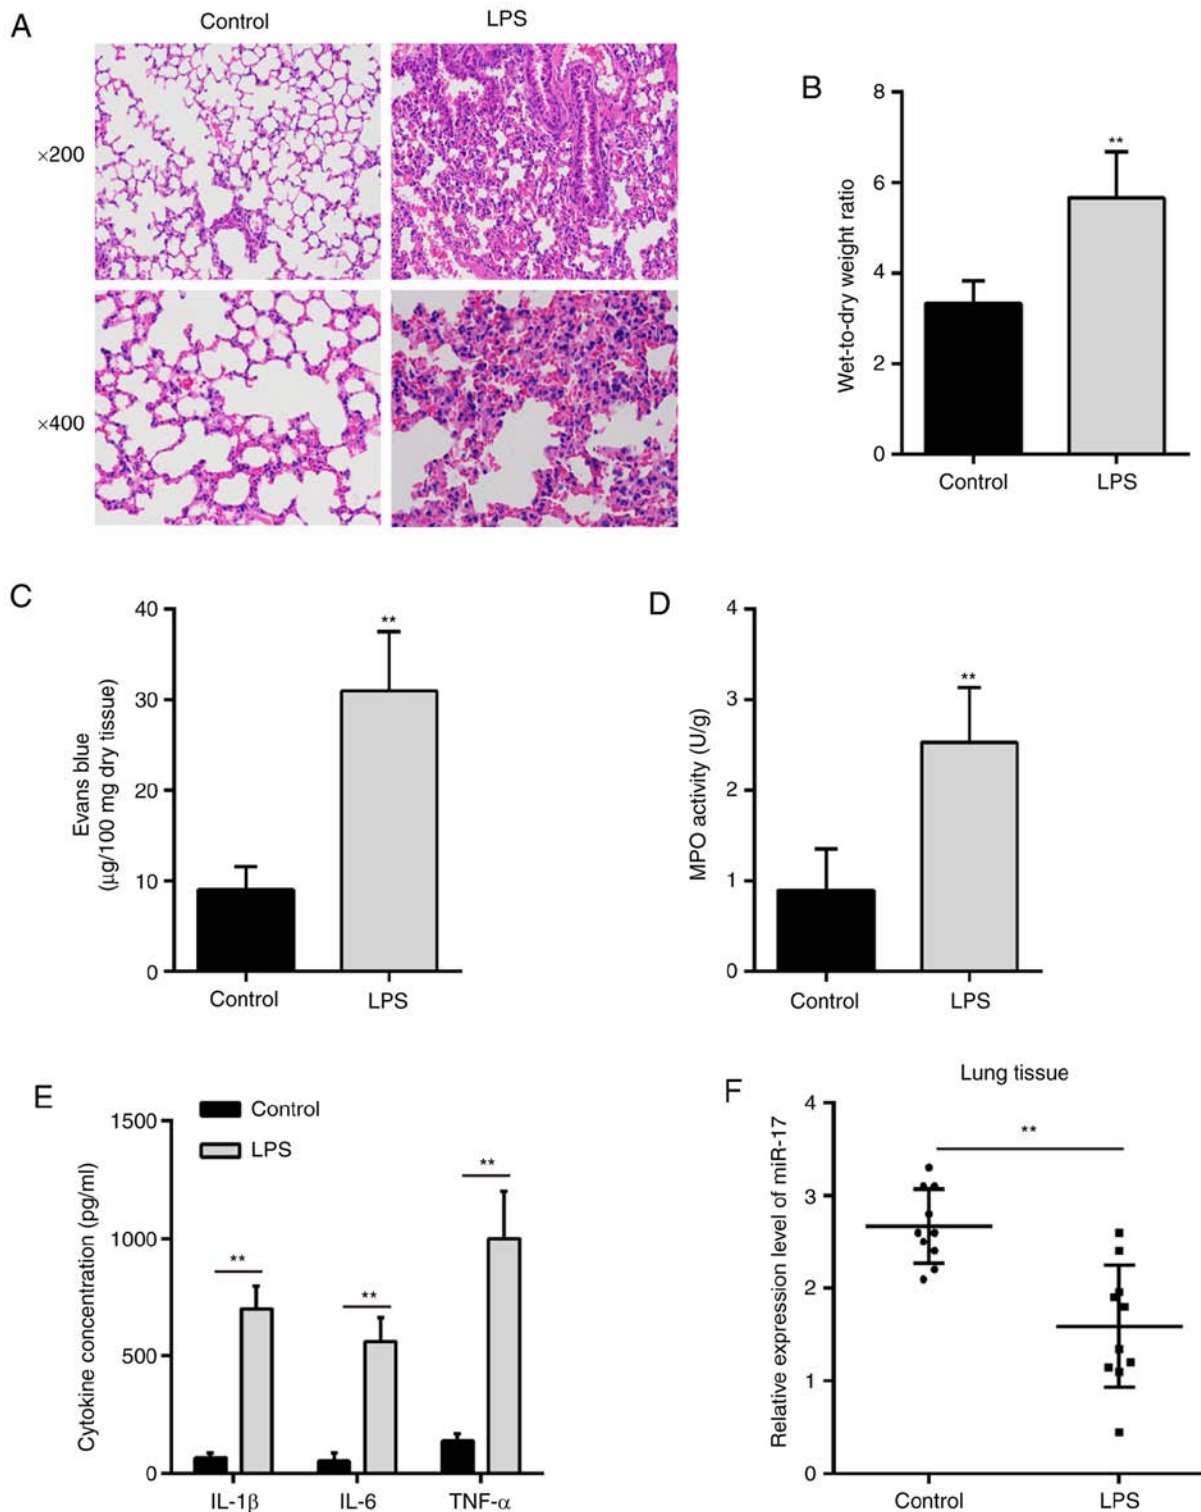 A
Control
LPS
×200
×400
B
Wet-to-dry weight ratio
8
6
4
2
0
**
Control
LPS
C
Evans blue
(μg/100 mg dry tissue)
40
30
20
10
0
**
Control
LPS
D
MPO activity (U/g)
4
3
2
1
0
**
Control
LPS
E
Control
LPS
Cytokine concentration (pg/ml)
1500
1000
500
0
**
**
**
IL-1β
IL-6
TNF-α
F
Lung tissue
Relative expression level of miR-17
4
3
2
1
0
**
Control
LPS